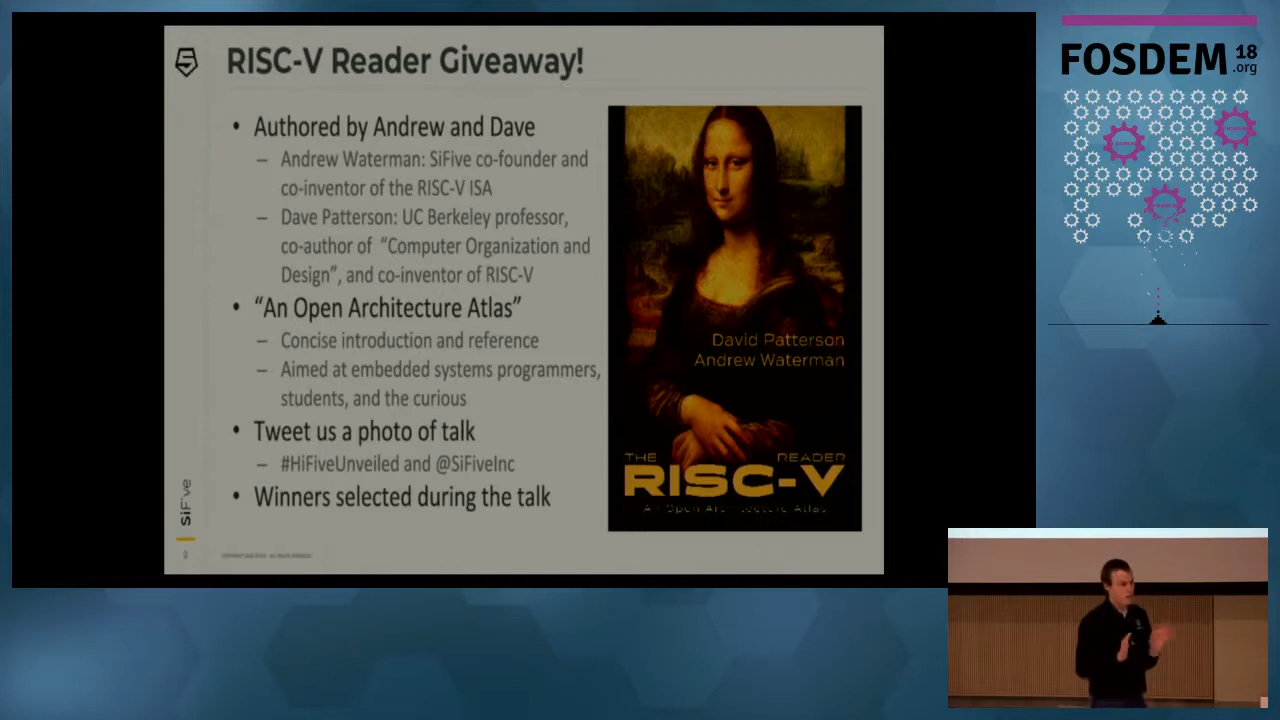 RISC-V Reader Giveaway!
• Authored by Andrew and Dave
– Andrew Waterman: SiFive co-founder and
co-inventor of the RISC-V ISA
– Dave Patterson: UC Berkeley professor,
co-author of “Computer Organization and
Design”, and co-inventor of RISC-V
• “An Open Architecture Atlas”
– Concise introduction and reference
– Aimed at embedded systems programmers,
students, and the curious
• Tweet us a photo of talk
– #HiFiveUnveiled and @SiFiveInc
• Winners selected during the talk
SiFive
David Patterson
Andrew Waterman
THE READER
RISC-V
An Open Architecture Atlas
FOSDEM 18
.org